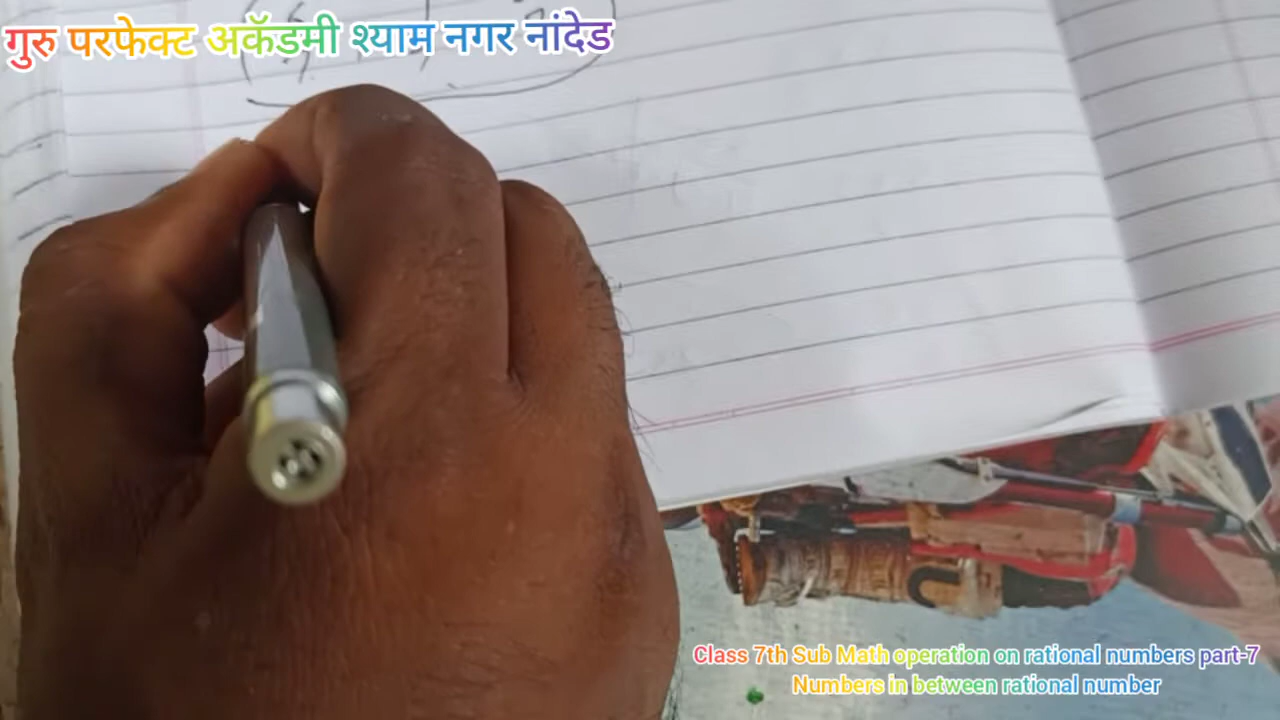 गुरु परफेक्ट अकॅडमी श्याम नगर नांदेड
Class 7th Sub Math operation on rational numbers part-7
Numbers in between rational number